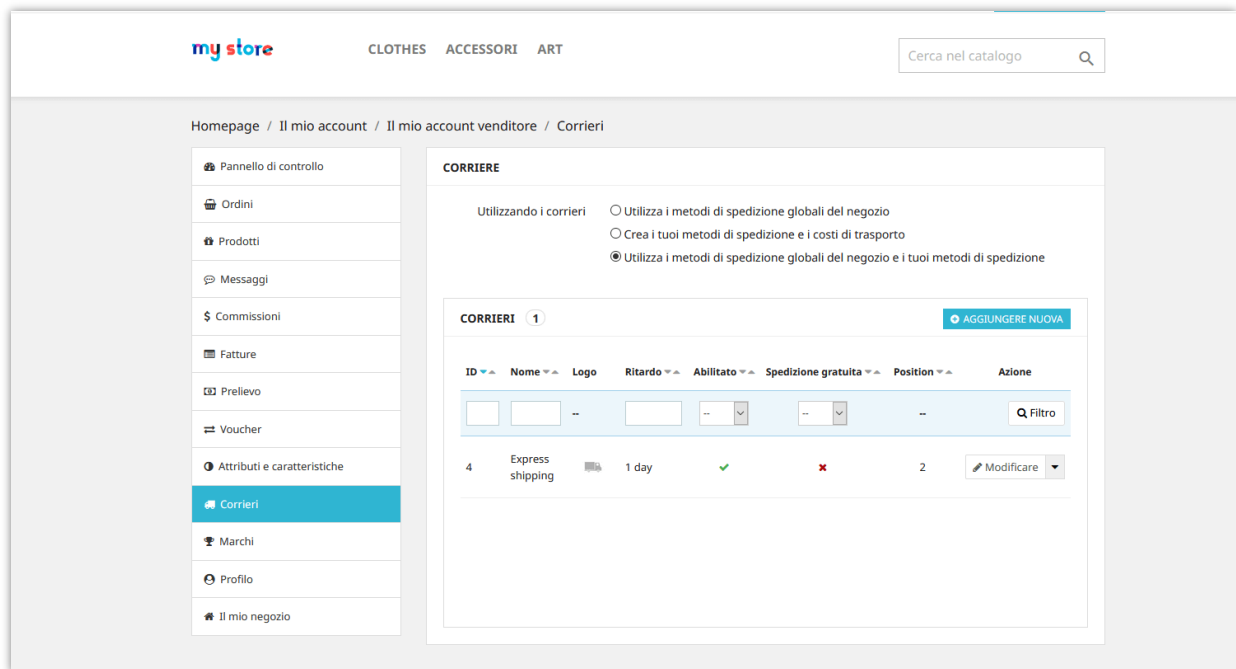 my store
CLOTHES ACCESSORI ART
Cerca nel catalogo
Homepage / Il mio account / Il mio account venditore / Corrieri
Pannello di controllo
Ordini
Prodotti
Messaggi
$ Commissioni
Fatture
Prelievo
Voucher
Attributi e caratteristiche
Corrieri
Marchi
Profilo
Il mio negozio
CORRIERE
Utilizzando i corrieri
Utilizza i metodi di spedizione globali del negozio
Crea i tuoi metodi di spedizione e i costi di trasporto
Utilizza i metodi di spedizione globali del negozio e i tuoi metodi di spedizione
CORRIERI 1
AGGIUNGERE NUOVA
ID Nome Logo Ritardo Abilitato Spedizione gratuita Position Azione
-- -- -- -- Filtro
4 Express shipping 1 day 2 Modificare